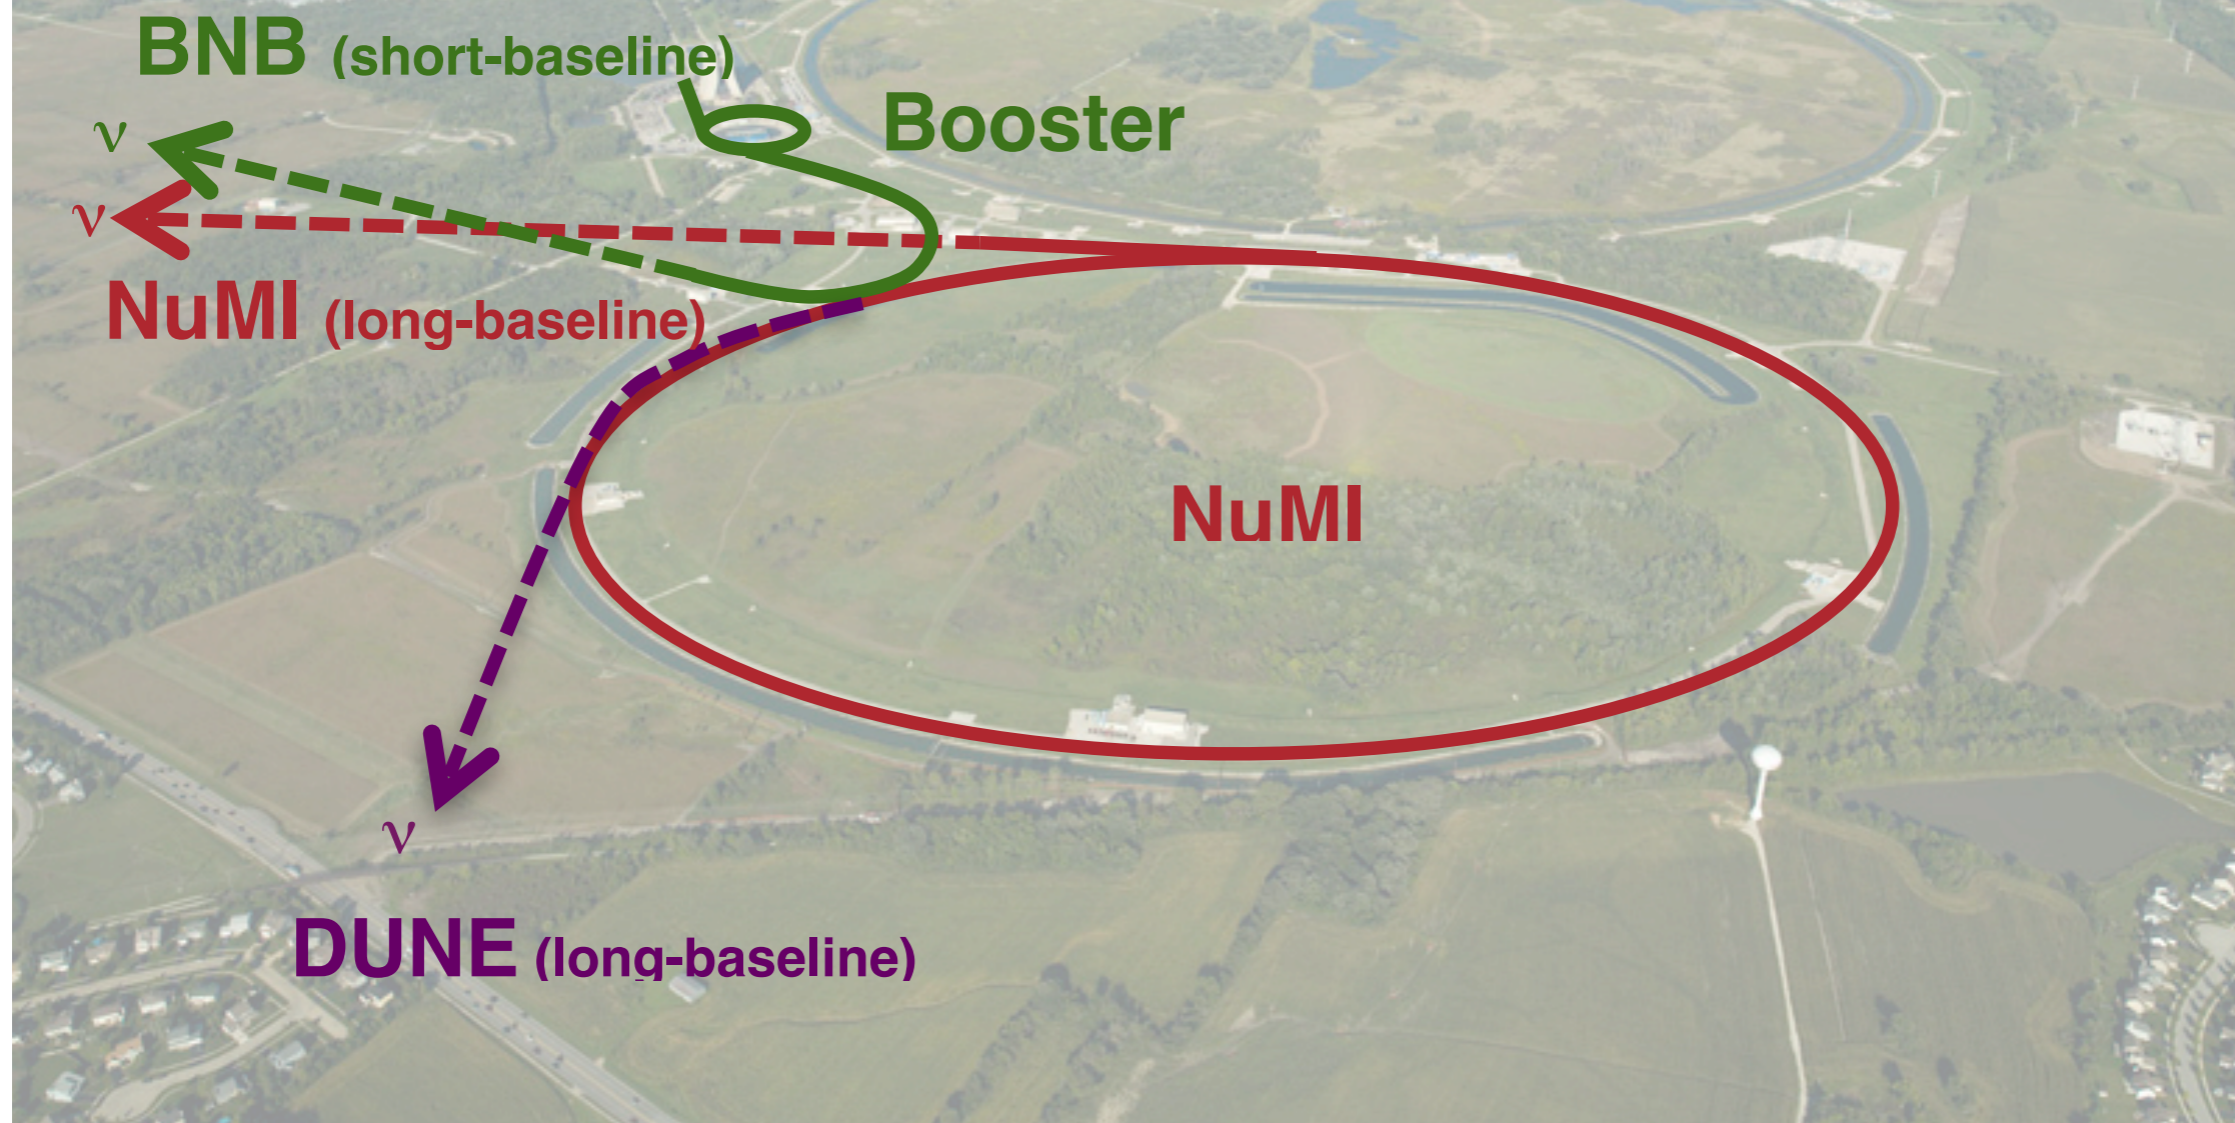 BNB (short-baseline)
Booster
ν
ν
NuMI (long-baseline)
NuMI
ν
DUNE (long-baseline)